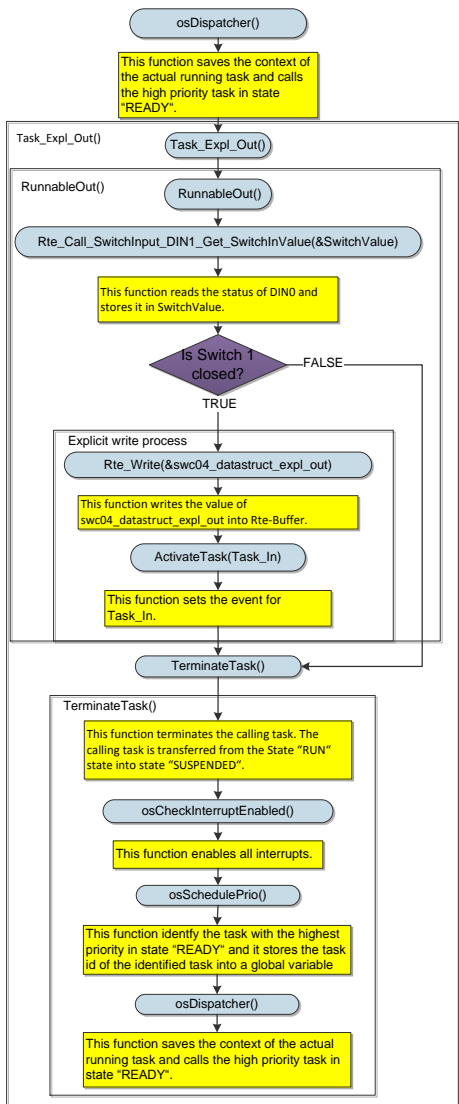 osDispatcher()
This function saves the context of
the actual running task and calls
the high priority task in state
“READY“.
Task_Expl_Out()
Task_Expl_Out()
RunnableOut()
RunnableOut()
Rte_Call_SwitchInput_DIN1_Get_SwitchInValue(&SwitchValue)
This function reads the status of DIN0 and
stores it in SwitchValue.
Is Switch 1
closed?
FALSE
TRUE
Explicit write process
Rte_Write(&swc04_datastruct_expl_out)
This function writes the value of
swc04_datastruct_expl_out into Rte-Buffer.
ActivateTask(Task_In)
This function sets the event for
Task_In.
TerminateTask()
TerminateTask()
This function terminates the calling task. The
calling task is transferred from the State “RUN“
state into state “SUSPENDED“.
osCheckInterruptEnabled()
This function enables all interrupts.
osSchedulePrio()
This function identfy the task with the highest
priority in state “READY“ and it stores the task
id of the identified task into a global variable
osDispatcher()
This function saves the context of the actual
running task and calls the high priority task in
state “READY“.